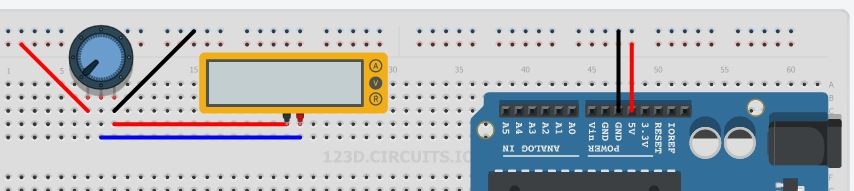 1 5 15 30 35 40 45 50 55 60
A
A
B
V
C
R
A5 A4 A3 A2 A1 A0 Vin GND GND 5V 3.3V RESET IOREF
ANALOG IN POWER
123D.CIRCUITS.IO
F